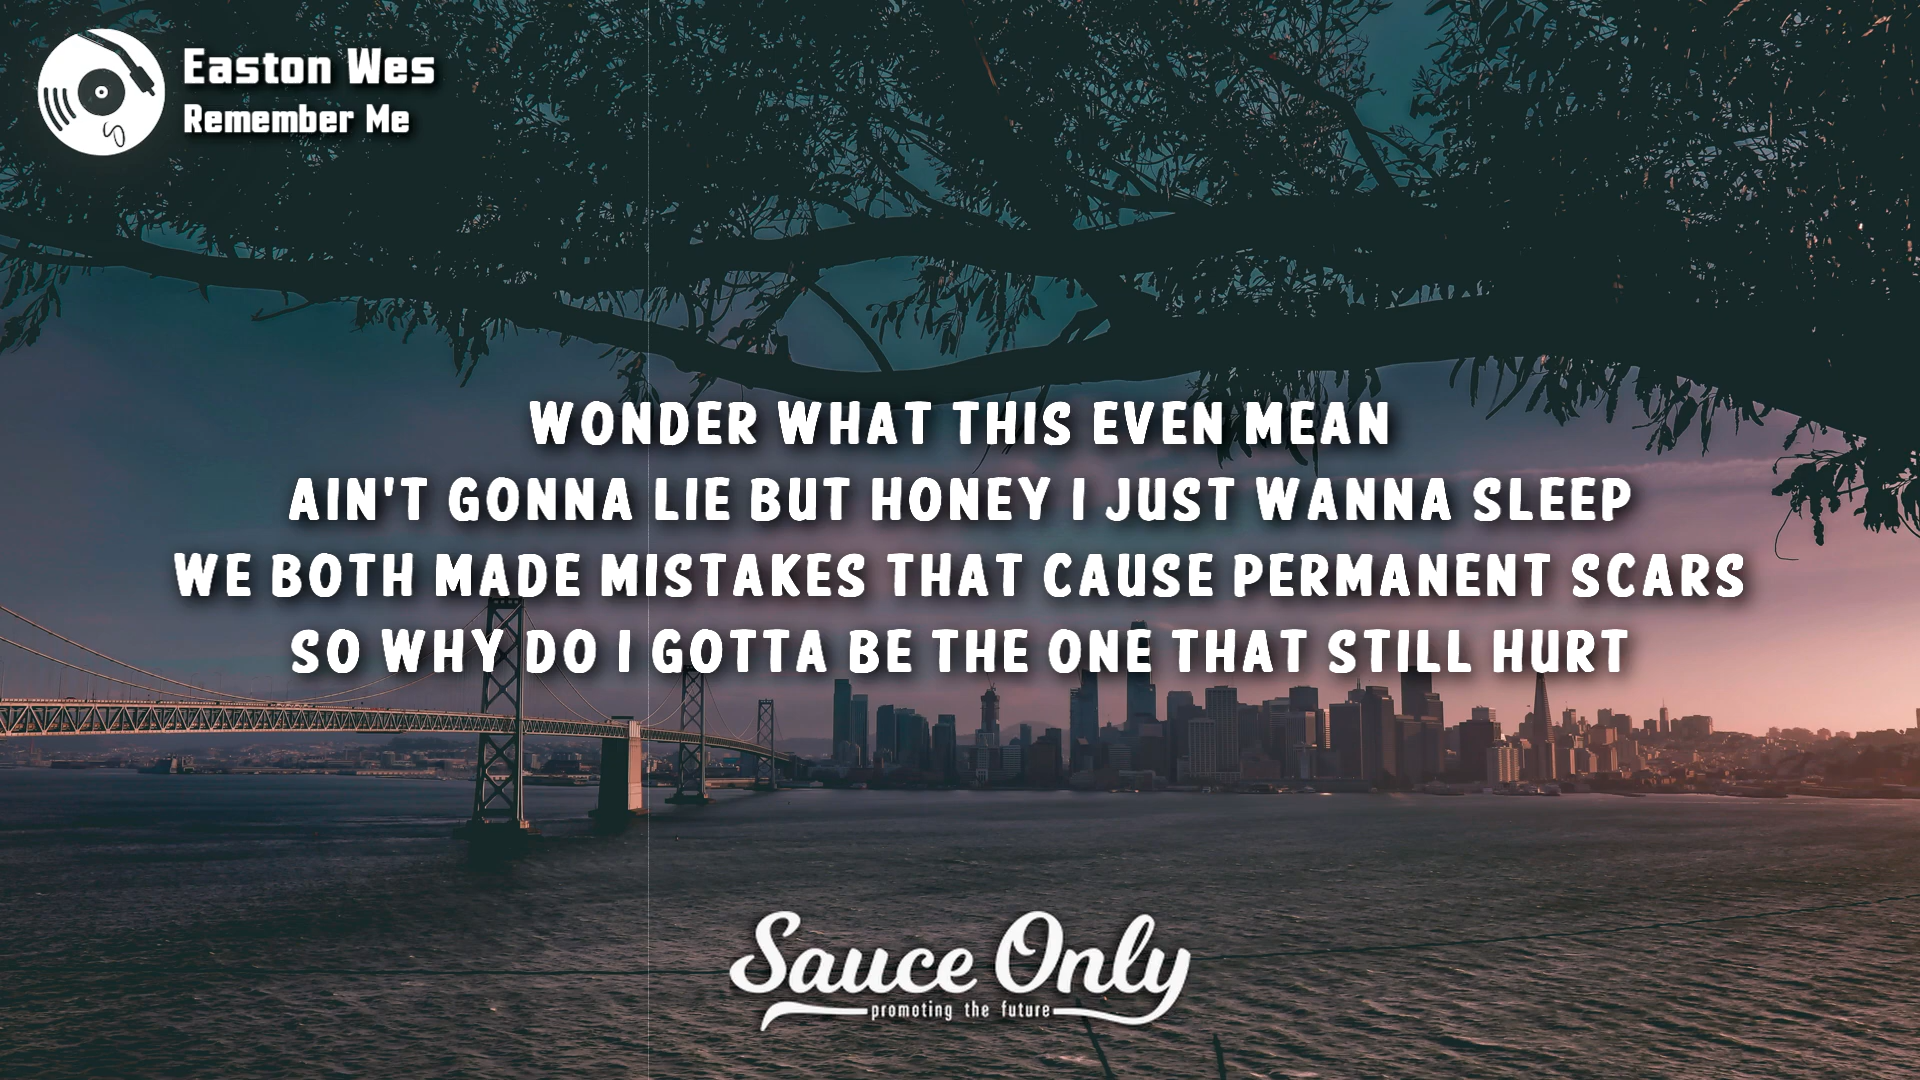 Easton Wes
Remember Me
WONDER WHAT THIS EVEN MEAN
AIN'T GONNA LIE BUT HONEY I JUST WANNA SLEEP
WE BOTH MADE MISTAKES THAT CAUSE PERMANENT SCARS
SO WHY DO I GOTTA BE THE ONE THAT STILL HURT
Sauce Only
promoting the future